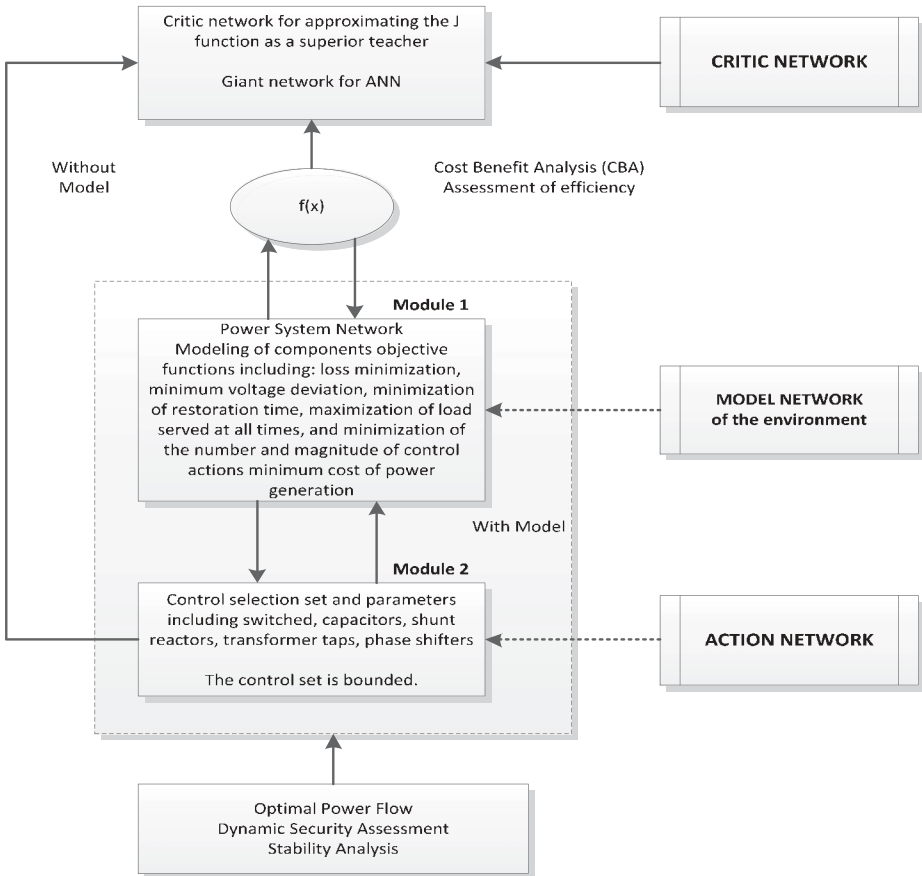 Critic network for approximating the J
function as a superior teacher
Giant network for ANN
CRITIC NETWORK
Without
Model
Cost Benefit Analysis (CBA)
Assessment of efficiency
f(x)
Module 1
Power System Network
Modeling of components objective
functions including: loss minimization,
minimum voltage deviation, minimization
of restoration time, maximization of load
served at all times, and minimization of
the number and magnitude of control
actions minimum cost of power
generation
MODEL NETWORK
of the environment
With Model
Module 2
Control selection set and parameters
including switched, capacitors, shunt
reactors, transformer taps, phase shifters
The control set is bounded.
ACTION NETWORK
Optimal Power Flow
Dynamic Security Assessment
Stability Analysis